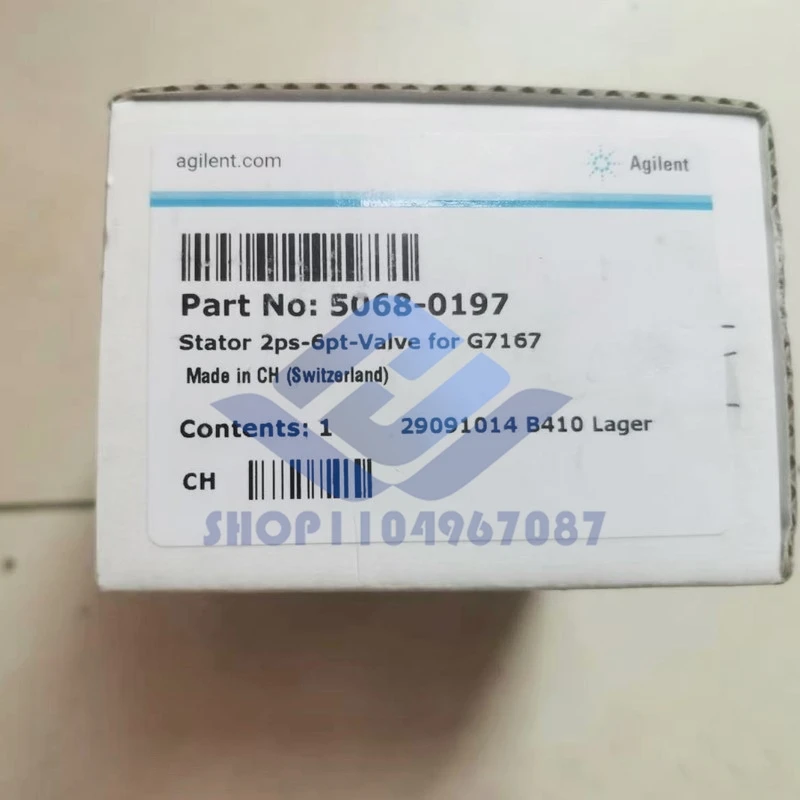 agilent.com
Agilent
Part No: 5068-0197
Stator 2ps-6pt-Valve for G7167
Made in CH (Switzerland)
Contents: 1 29091014 B410 Lager
CH
SHOP1104967087